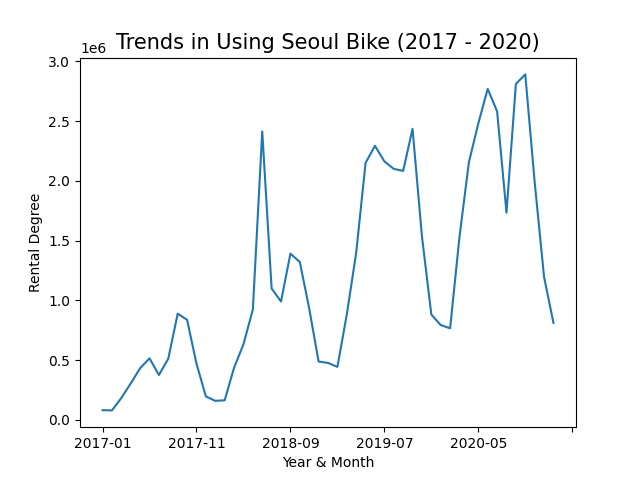 Trends in Using Seoul Bike (2017 - 2020)
1e6
3.0
2.5
2.0
1.5
1.0
0.5
0.0
Rental Degree
2017-01 2017-11 2018-09 2019-07 2020-05
Year & Month